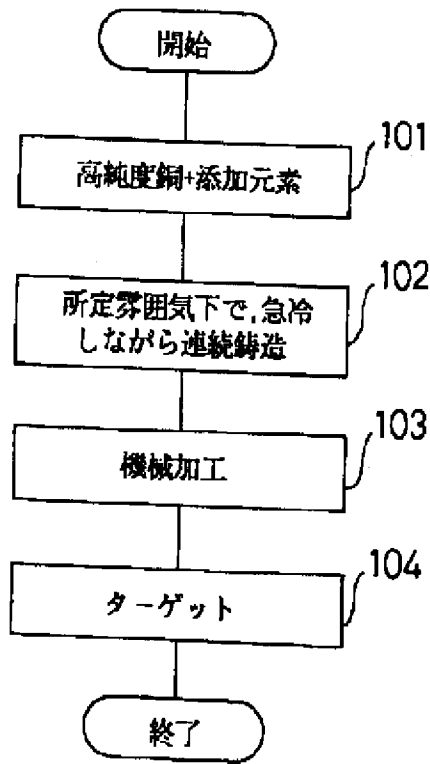 開始
101
高純度銅+添加元素
102
所定雰囲気下で,急冷
しながら連続鋳造
103
機械加工
104
ターゲット
終了